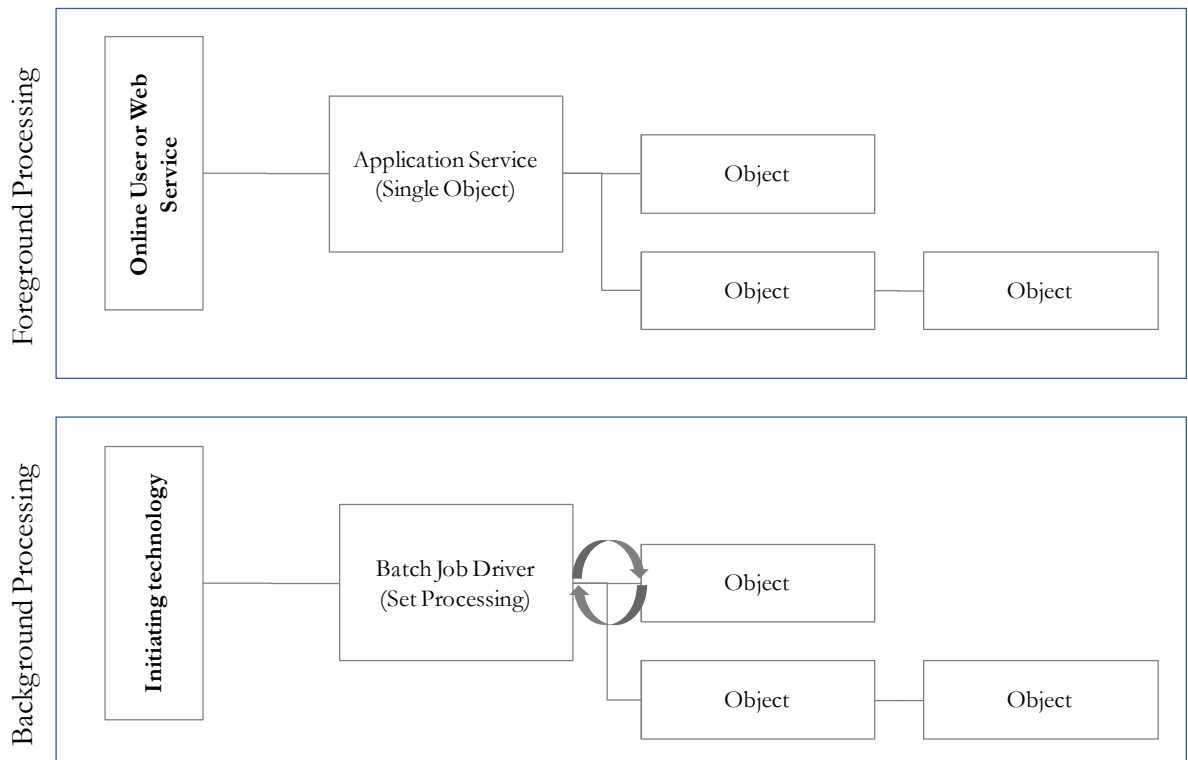 Foreground Processing
Online User or Web
Service
Application Service
(Single Object)
Object
Object
Object
Background Processing
Initiating technology
Batch Job Driver
(Set Processing)
Object
Object
Object